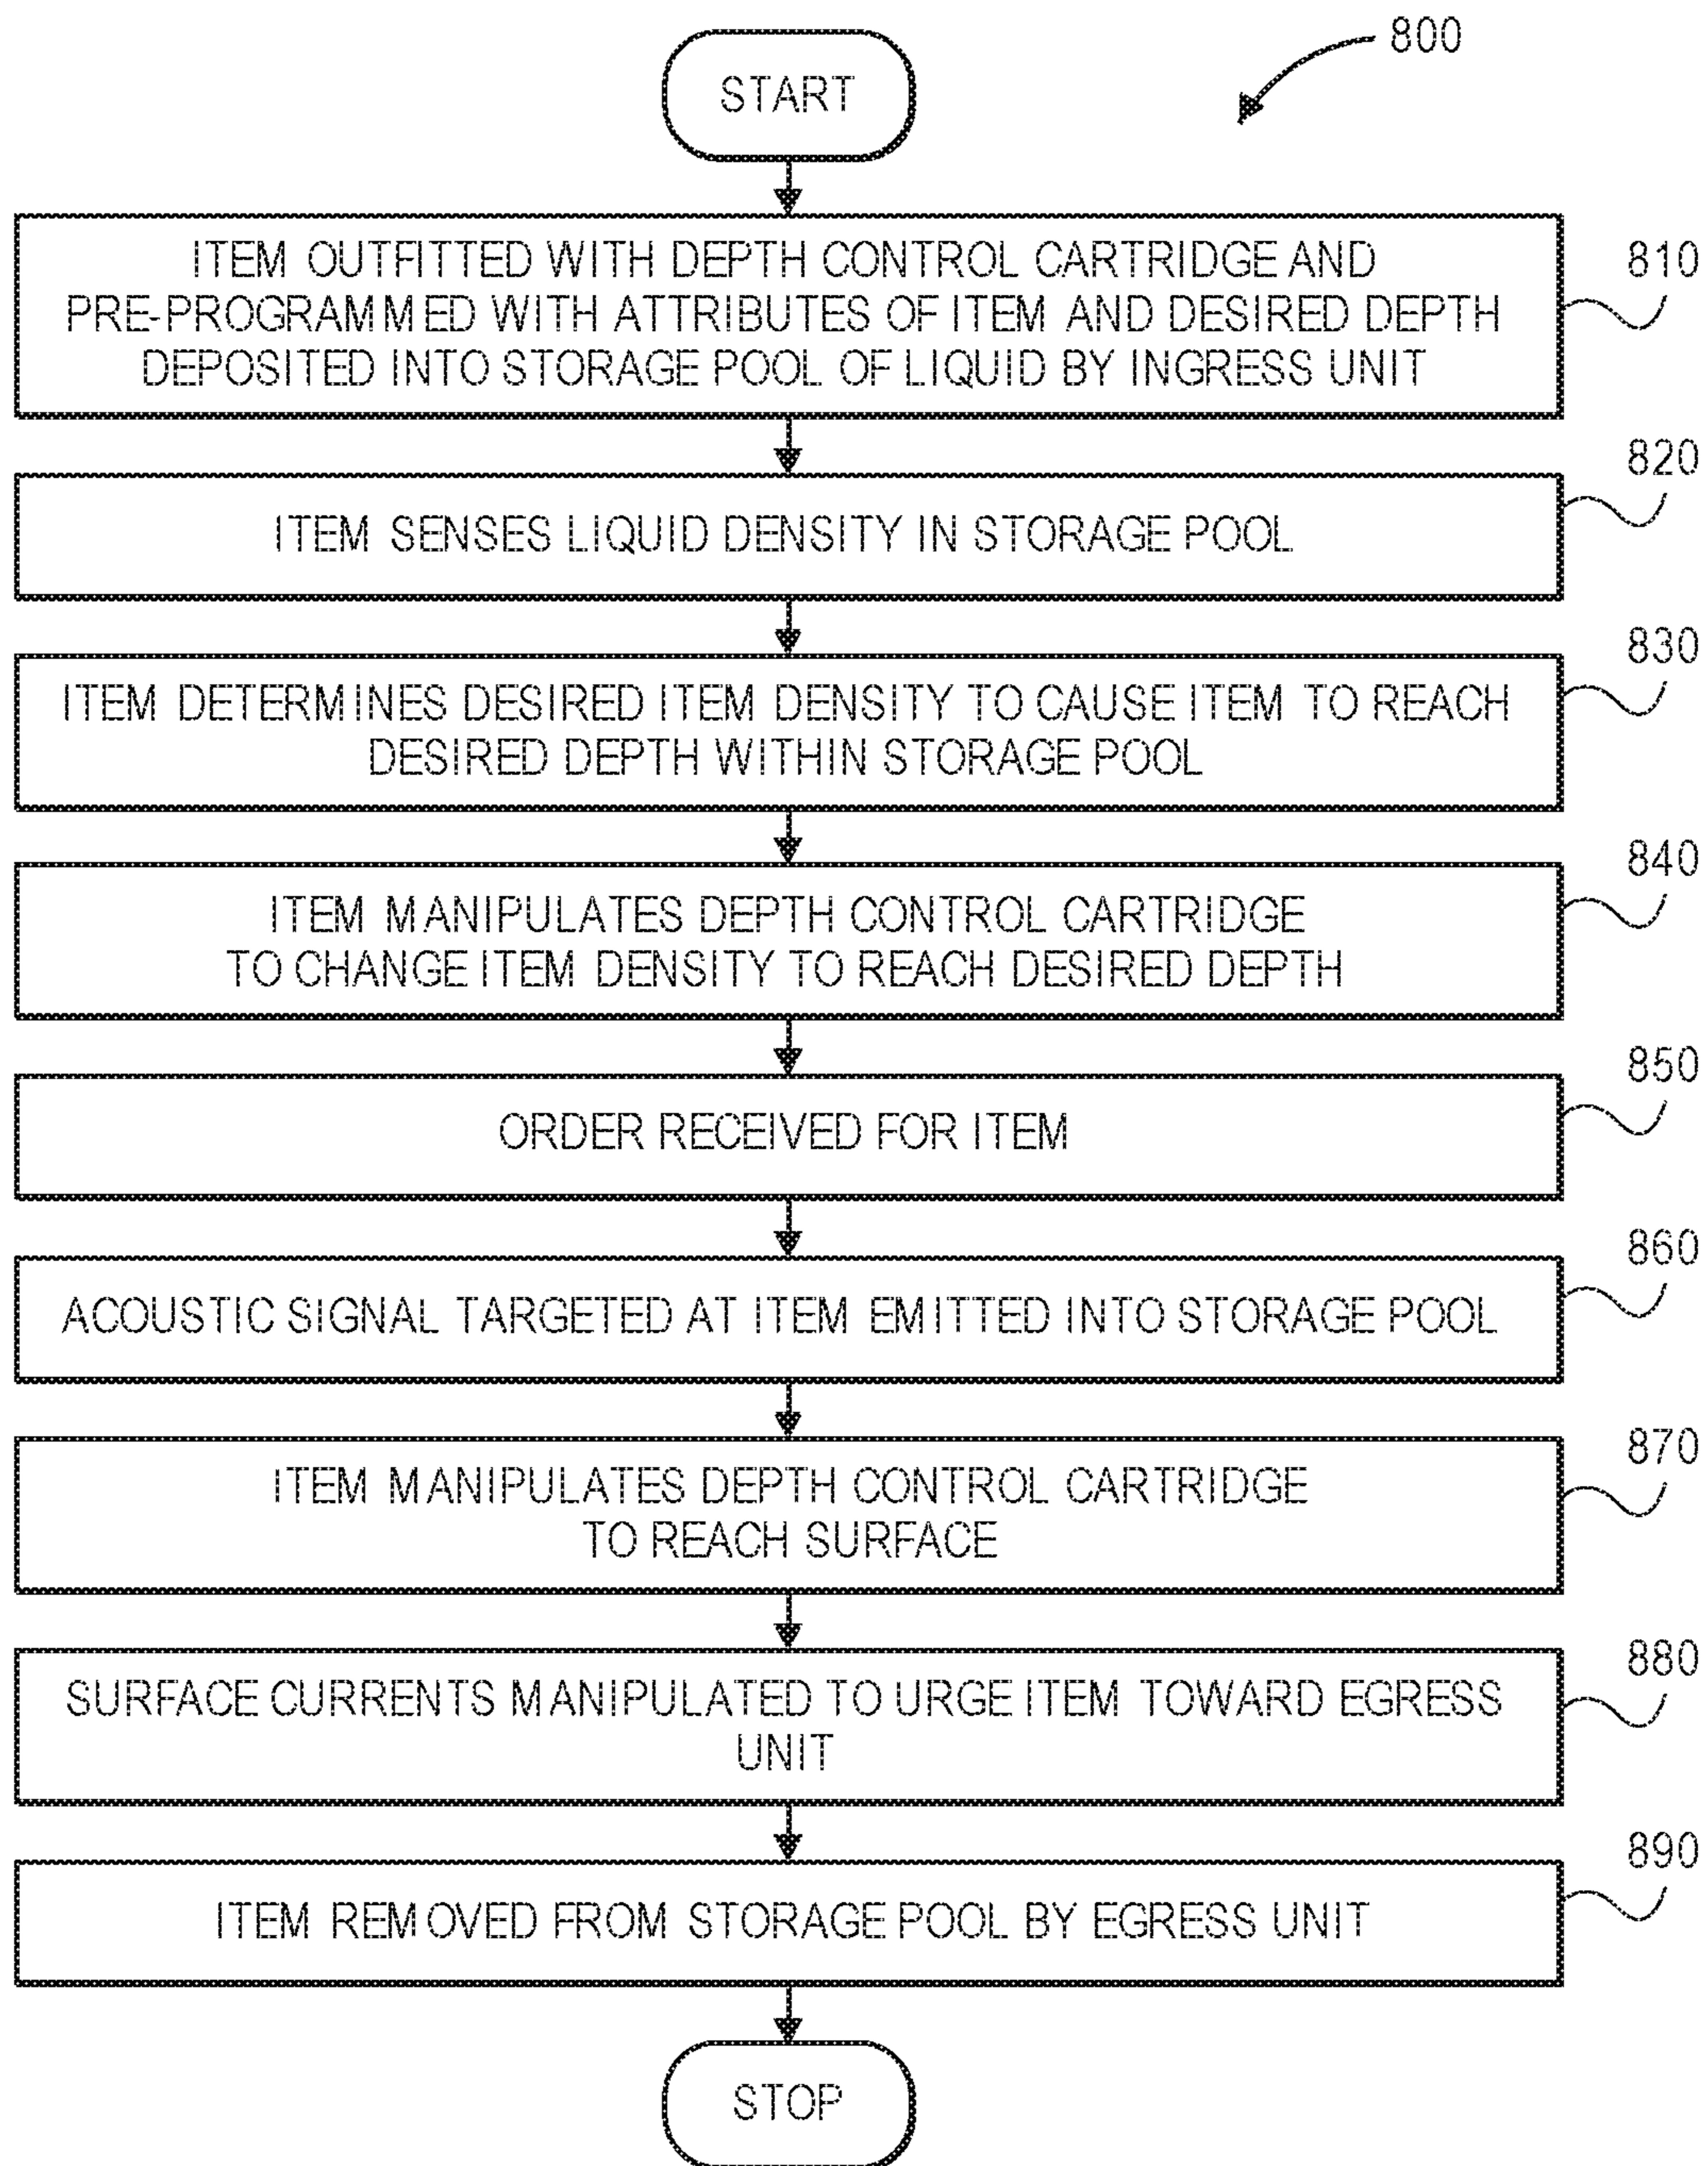 800
START
ITEM OUTFITTED WITH DEPTH CONTROL CARTRIDGE AND
PRE-PROGRAMMED WITH ATTRIBUTES OF ITEM AND DESIRED DEPTH
DEPOSITED INTO STORAGE POOL OF LIQUID BY INGRESS UNIT
810
ITEM SENSES LIQUID DENSITY IN STORAGE POOL
820
ITEM DETERMINES DESIRED ITEM DENSITY TO CAUSE ITEM TO REACH
DESIRED DEPTH WITHIN STORAGE POOL
830
ITEM MANIPULATES DEPTH CONTROL CARTRIDGE
TO CHANGE ITEM DENSITY TO REACH DESIRED DEPTH
840
ORDER RECEIVED FOR ITEM
850
ACOUSTIC SIGNAL TARGETED AT ITEM EMITTED INTO STORAGE POOL
860
ITEM MANIPULATES DEPTH CONTROL CARTRIDGE
TO REACH SURFACE
870
SURFACE CURRENTS MANIPULATED TO URGE ITEM TOWARD EGRESS
UNIT
880
ITEM REMOVED FROM STORAGE POOL BY EGRESS UNIT
890
STOP